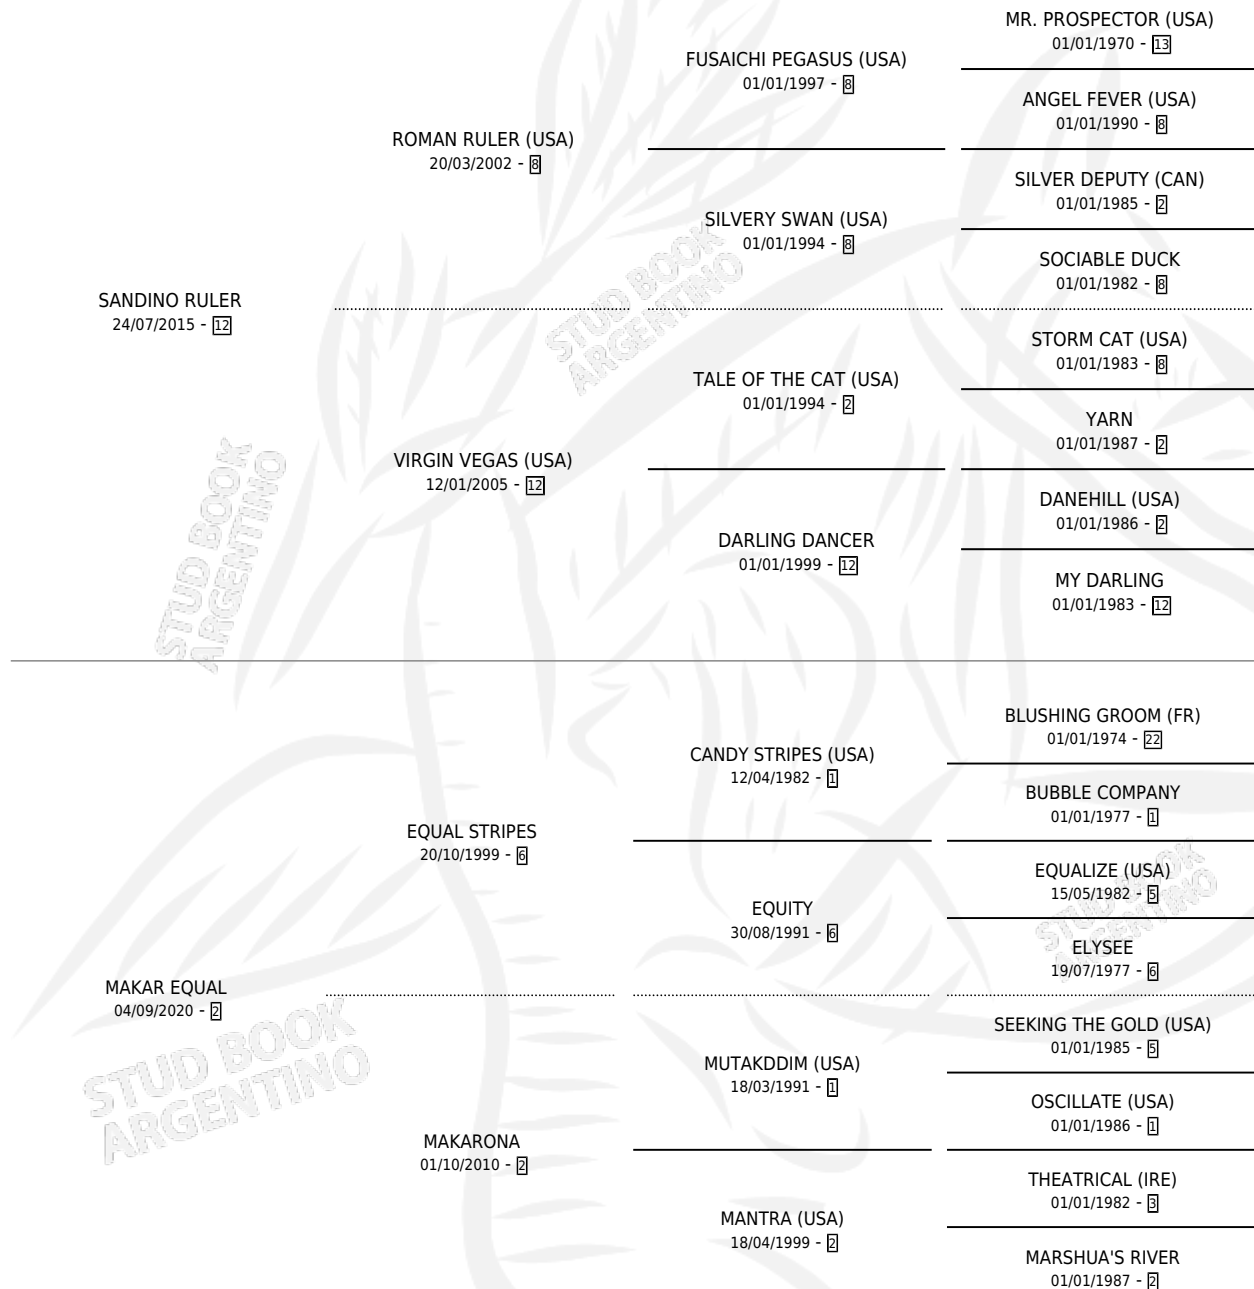 MR. PROSPECTOR (USA)
01/01/1970 - 13
FUSAICHI PEGASUS (USA)
01/01/1997 - 8
ANGEL FEVER (USA)
01/01/1990 - 8
ROMAN RULER (USA)
20/03/2002 - 8
SILVER DEPUTY (CAN)
01/01/1985 - 2
SILVERY SWAN (USA)
01/01/1994 - 8
SOCIABLE DUCK
01/01/1982 - 8
SANDINO RULER
24/07/2015 - 12
STORM CAT (USA)
01/01/1983 - 8
TALE OF THE CAT (USA)
01/01/1994 - 2
YARN
01/01/1987 - 2
VIRGIN VEGAS (USA)
12/01/2005 - 12
DANEHILL (USA)
01/01/1986 - 2
DARLING DANCER
01/01/1999 - 12
MY DARLING
01/01/1983 - 12
BLUSHING GROOM (FR)
01/01/1974 - 22
CANDY STRIPES (USA)
12/04/1982 - 1
BUBBLE COMPANY
01/01/1977 - 1
EQUAL STRIPES
20/10/1999 - 6
EQUALIZE (USA)
15/05/1982 - 5
EQUITY
30/08/1991 - 6
ELYSEE
19/07/1977 - 6
MAKAR EQUAL
04/09/2020 - 2
SEEKING THE GOLD (USA)
01/01/1985 - 5
MUTAKDDIM (USA)
18/03/1991 - 1
OSCILLATE (USA)
01/01/1986 - 1
MAKARONA
01/10/2010 - 2
THEATRICAL (IRE)
01/01/1982 - 3
MANTRA (USA)
18/04/1999 - 2
MARSHUA'S RIVER
01/01/1987 - 2
STUD BOOK
ARGENTINO
STUD BOOK
ARGENTINO
STUD BOOK
ARGENTINO
STUD BOOK
ARGENTINO